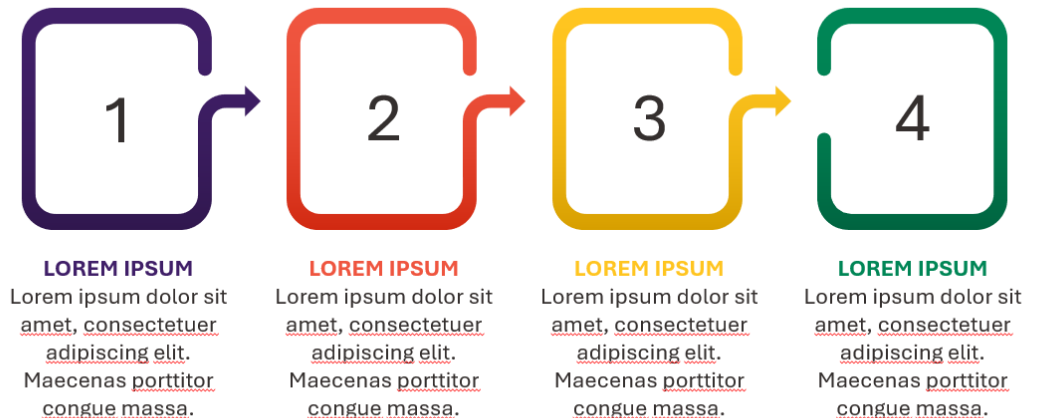 1
2
3
4
LOREM IPSUM
Lorem ipsum dolor sit
amet, consectetuer
adipiscing elit.
Maecenas porttitor
congue massa.
LOREM IPSUM
Lorem ipsum dolor sit
amet, consectetuer
adipiscing elit.
Maecenas porttitor
congue massa.
LOREM IPSUM
Lorem ipsum dolor sit
amet, consectetuer
adipiscing elit.
Maecenas porttitor
congue massa.
LOREM IPSUM
Lorem ipsum dolor sit
amet, consectetuer
adipiscing elit.
Maecenas porttitor
congue massa.